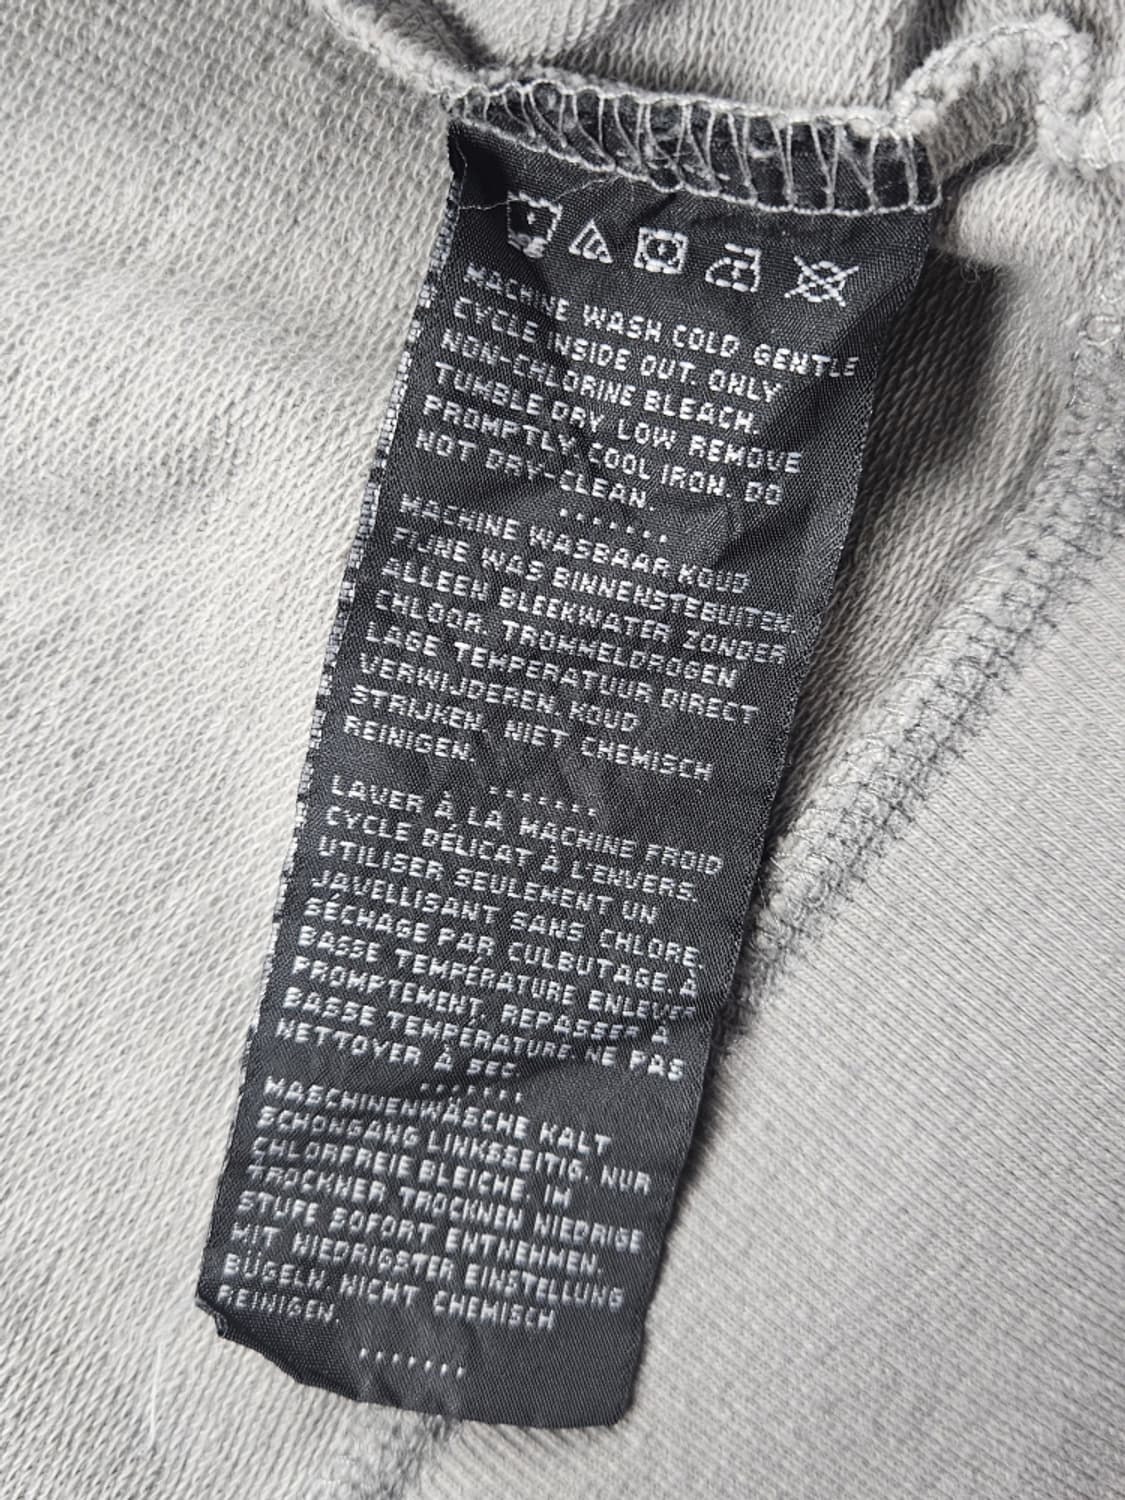 MACHINE WASH COLD GENTLE
CYCLE INSIDE OUT. ONLY
NON-CHLORINE BLEACH.
TUMBLE DRY LOW REMOVE
PROMPTLY. COOL IRON. DO
NOT DRY-CLEAN.
.......
MACHINE WASBAAR KOUD
FIJNE WAS BINNENSTEBUITEN.
ALLEEN BLEEKWATER ZONDER
CHLOOR. TROMMELDROGEN
LAGE TEMPERATUUR DIRECT
VERWIJDEREN. KOUD
STRIJKEN. NIET CHEMISCH
REINIGEN.
.......
LAVER À LA MACHINE FROID
CYCLE DÉLICAT À L'ENVERS.
UTILISER SEULEMENT UN
JAVELLISANT SANS CHLORE.
SÉCHAGE PAR CULBUTAGE À
BASSE TEMPÉRATURE ENLEVER
PROMPTEMENT. REPASSER À
BASSE TEMPÉRATURE. NE PAS
NETTOYER À SEC.
.......
MASCHINENWÄSCHE KALT
SCHONGANG LINKSSEITIG. NUR
CHLORFREIE BLEICHE. IM
TROCKNER TROCKNEN NIEDRIGE
STUFE SOFORT ENTNEHMEN.
MIT NIEDRIGSTER EINSTELLUNG
BÜGELN. NICHT CHEMISCH
REINIGEN.
.......